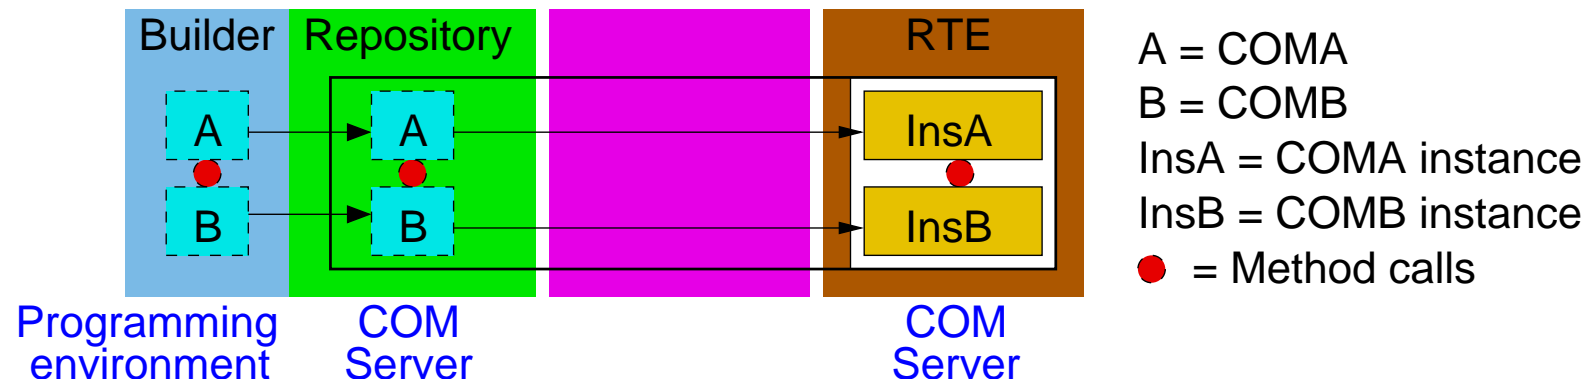 Builder
Repository
RTE
A
A
InsA
B
B
InsB
Programming
environment
COM
Server
COM
Server
A = COMA
B = COMB
InsA = COMA instance
InsB = COMB instance
= Method calls